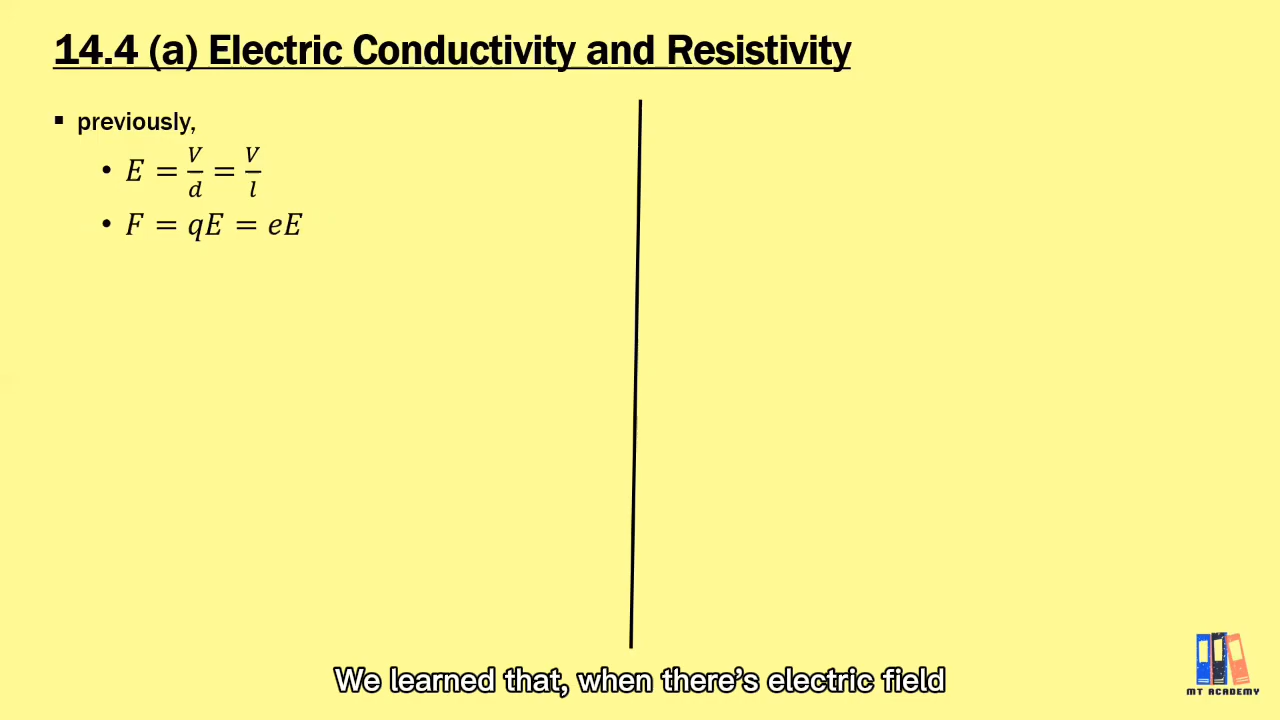 14.4 (a) Electric Conductivity and Resistivity
▪ previously,
• E = V/d = V/l
• F = qE = eE
We learned that, when there's electric field
MT ACADEMY